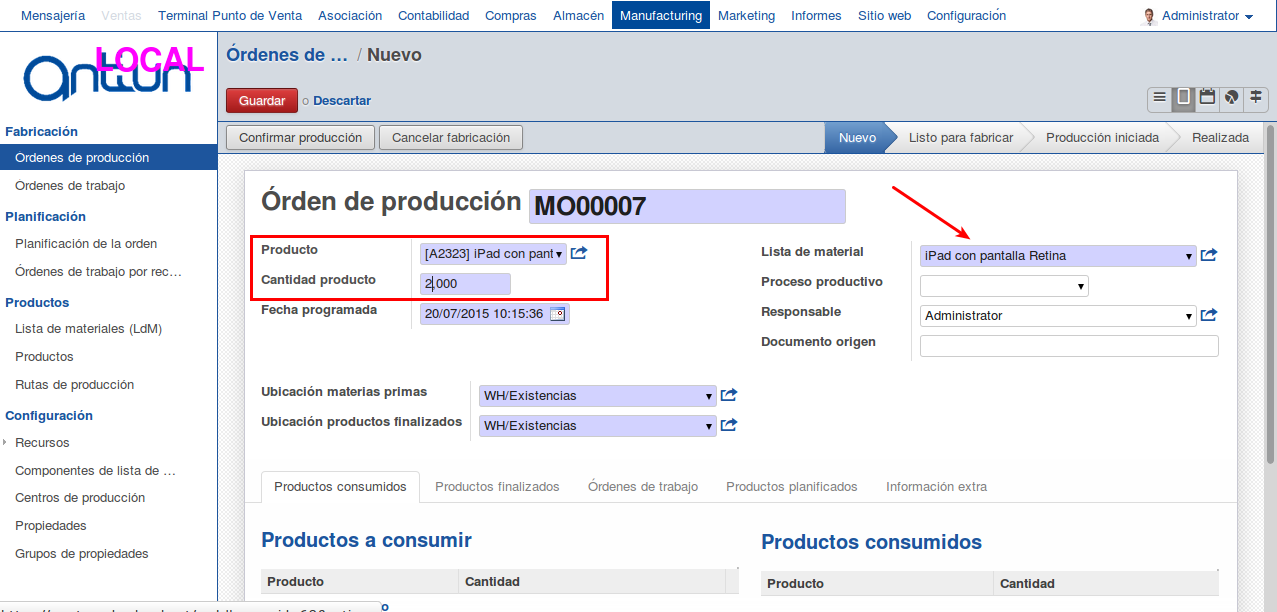 Mensajería Ventas Terminal Punto de Venta Asociación Contabilidad Compras Almacén Manufacturing Marketing Informes Sitio web Configuración Administrator
antiun
LOCAL
Fabricación
Órdenes de producción
Órdenes de trabajo
Planificación
Planificación de la orden
Órdenes de trabajo por rec...
Productos
Lista de materiales (LdM)
Productos
Rutas de producción
Configuración
Recursos
Componentes de lista de ...
Centros de producción
Propiedades
Grupos de propiedades
Órdenes de ... / Nuevo
Guardar o Descartar
Confirmar producción Cancelar fabricación Nuevo Listo para fabricar Producción iniciada Realizada
Órden de producción MO00007
Producto [A2323] iPad con pant
Cantidad producto 2,000
Fecha programada 20/07/2015 10:15:36
Lista de material iPad con pantalla Retina
Proceso productivo
Responsable Administrator
Documento origen
Ubicación materias primas WH/Existencias
Ubicación productos finalizados WH/Existencias
Productos consumidos Productos finalizados Órdenes de trabajo Productos planificados Información extra
Productos a consumir
Producto Cantidad
Productos consumidos
Producto Cantidad